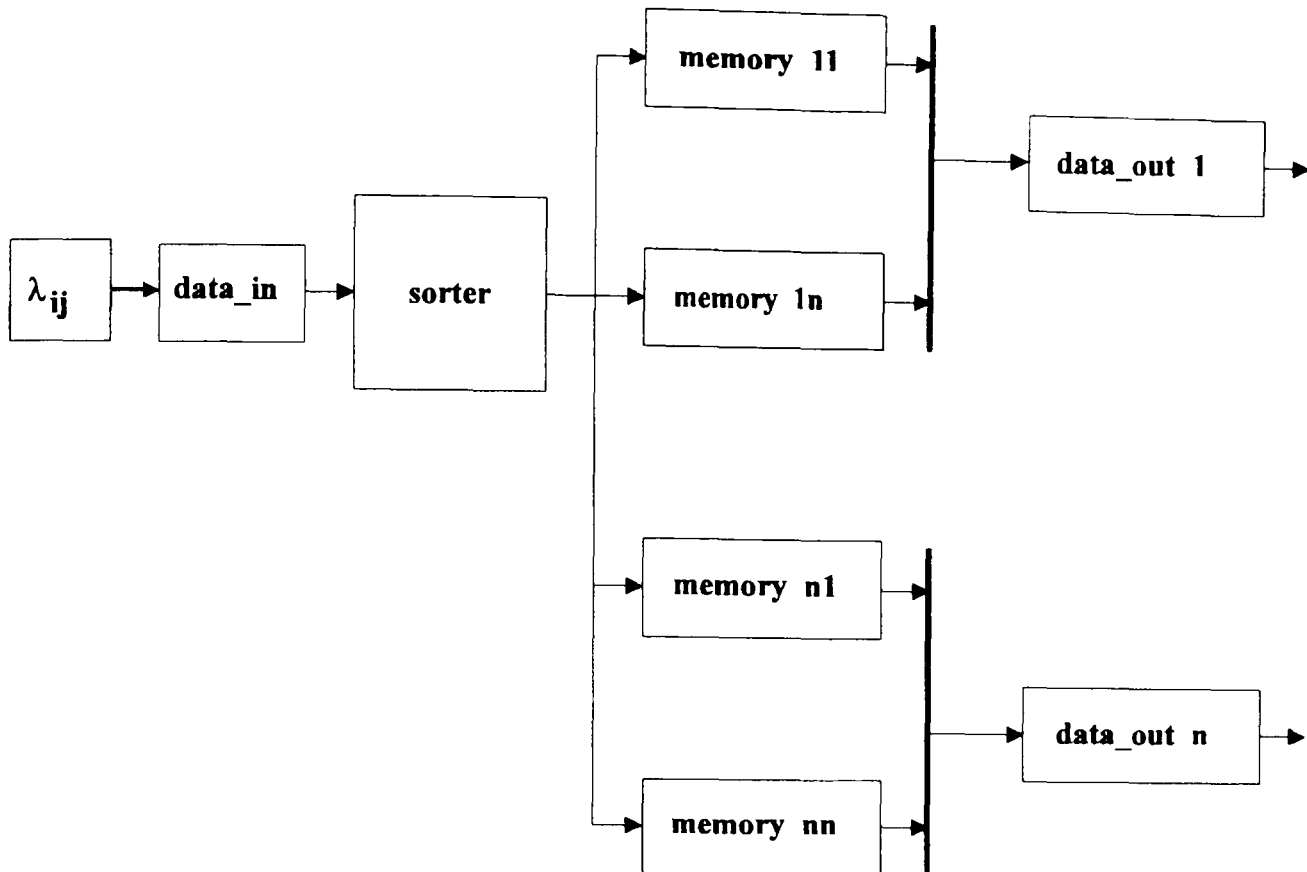 memory 11
data_out 1
λij
data_in
sorter
memory 1n
memory n1
data_out n
memory nn